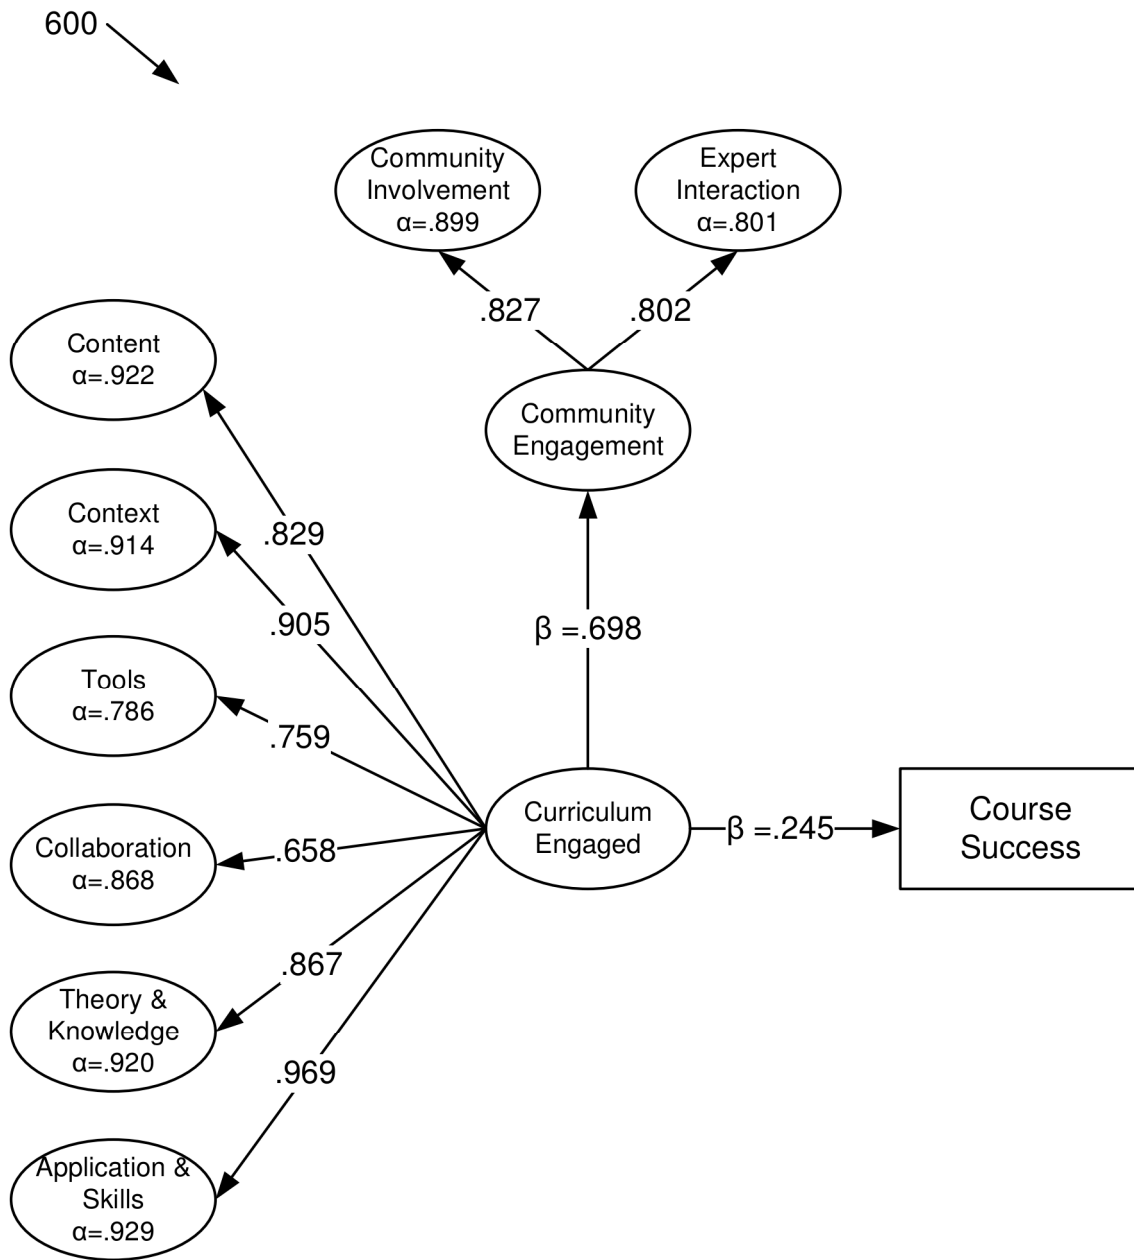 600
Community
Involvement
α=.899
Expert
Interaction
α=.801
.827
.802
Content
α=.922
Community
Engagement
Context
α=.914
.829
.905
β =.698
Tools
α=.786
.759
Collaboration
α=.868
.658
Curriculum
Engaged
β =.245
Course
Success
.867
Theory &
Knowledge
α=.920
.969
Application &
Skills
α=.929